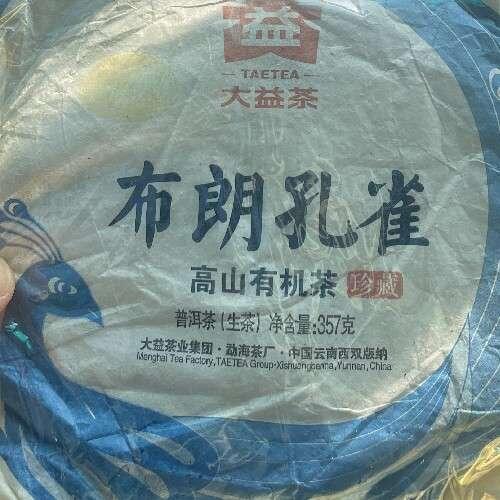 益
TAETEA
大益茶
布朗孔雀
高山有机茶 珍藏
普洱茶(生茶) 净含量:357克
大益茶业集团·勐海茶厂·中国云南西双版纳
Menghai Tea Factory,TAETEA Group·Xishuangbanna,Yunnan,China